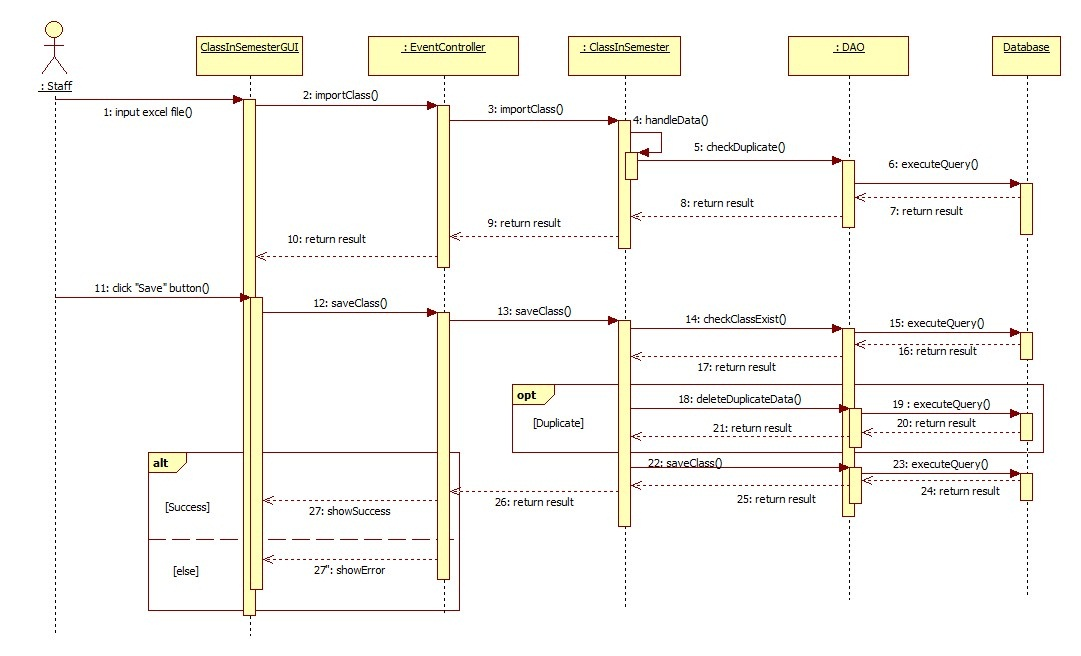 : Staff
ClassInSemesterGUI
: EventController
: ClassInSemester
: DAO
Database
1: input excel file()
2: importClass()
3: importClass()
4: handleData()
5: checkDuplicate()
6: executeQuery()
7: return result
8: return result
9: return result
10: return result
11: click "Save" button()
12: saveClass()
13: saveClass()
14: checkClassExist()
15: executeQuery()
16: return result
17: return result
opt
[Duplicate]
18: deleteDuplicateData()
19 : executeQuery()
20: return result
21: return result
22: saveClass()
23: executeQuery()
24: return result
25: return result
26: return result
alt
[Success]
27: showSuccess
[else]
27": showError